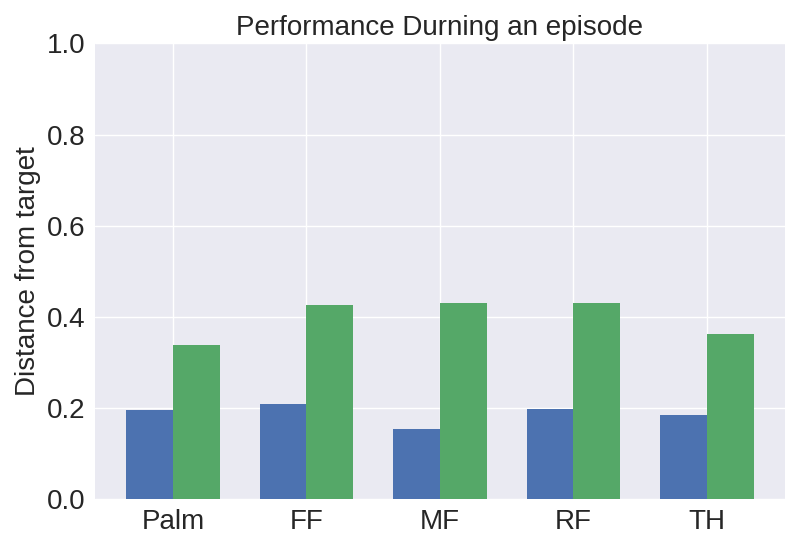 Performance Durning an episode
Distance from target
1.0
0.8
0.6
0.4
0.2
0.0
Palm FF MF RF TH